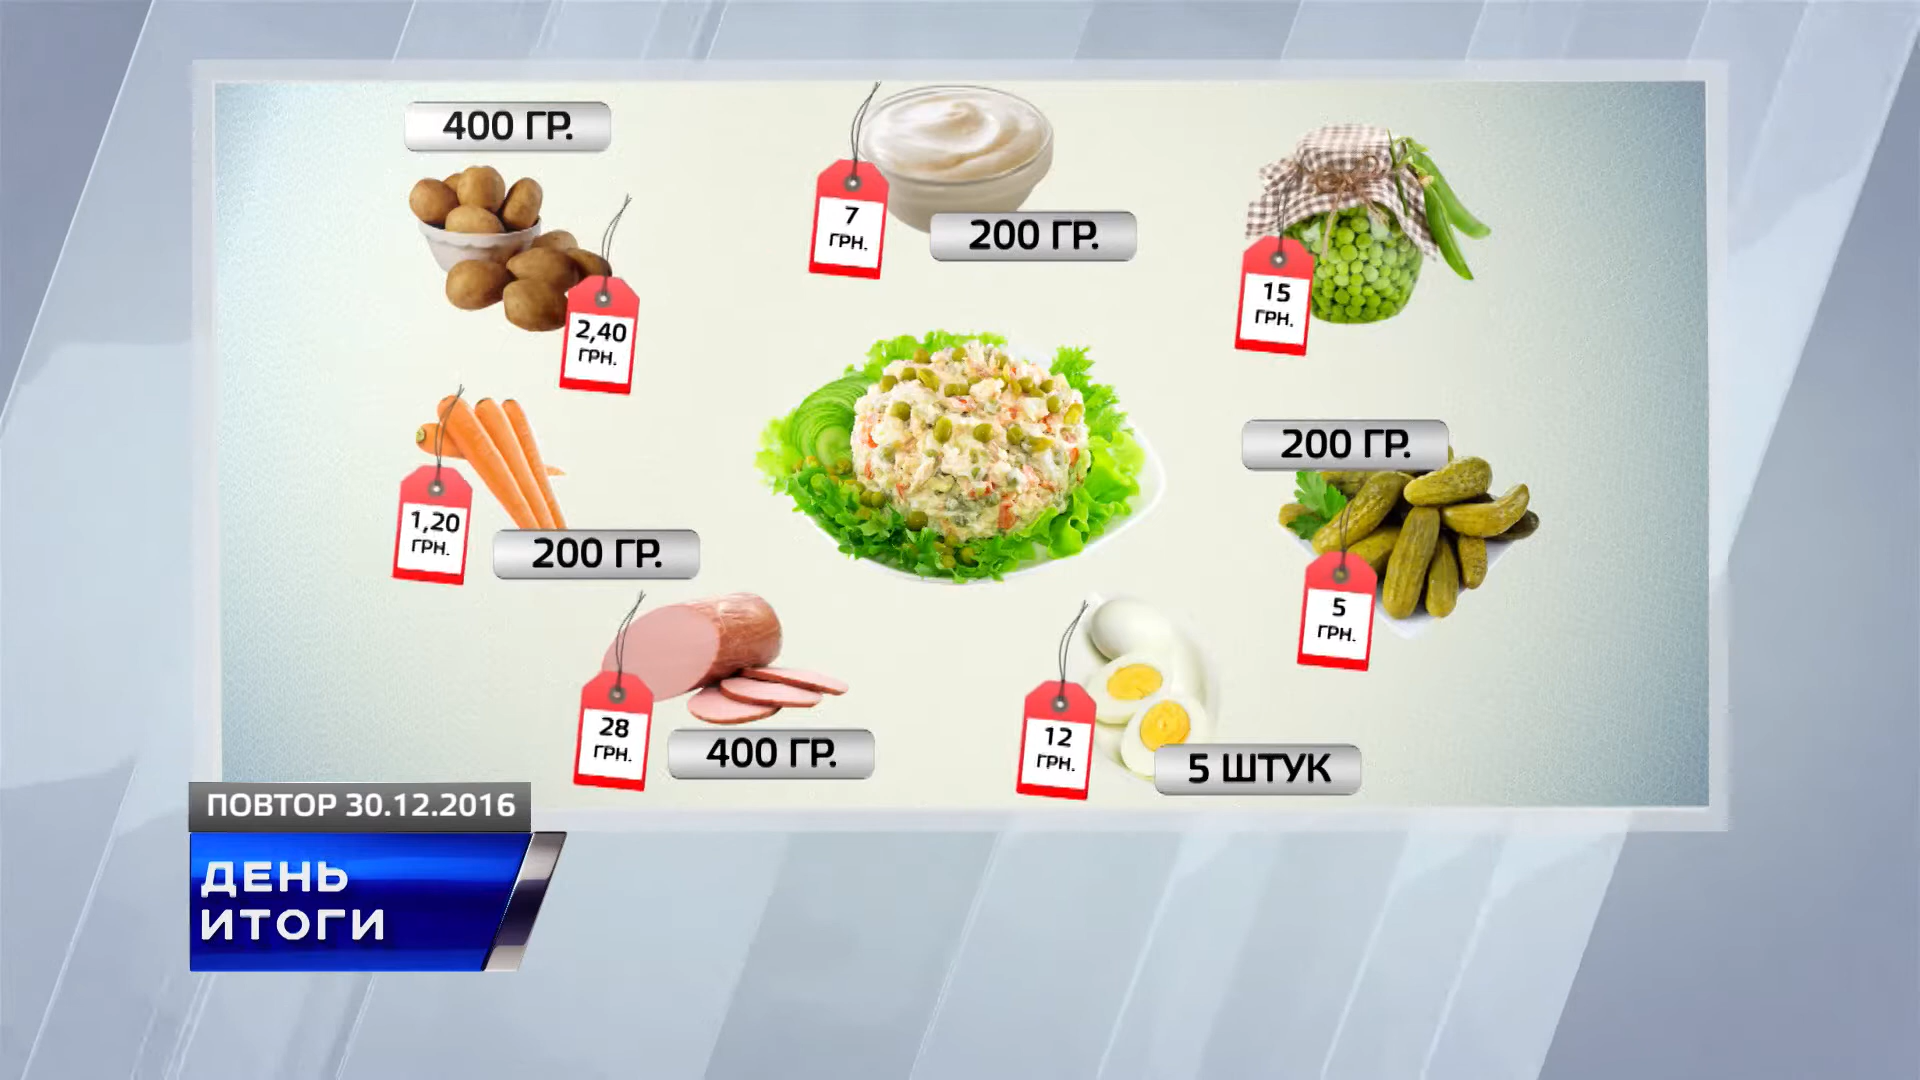 400 ГР.
2,40
ГРН.
7
ГРН.
200 ГР.
15
ГРН.
1,20
ГРН.
200 ГР.
200 ГР.
5
ГРН.
28
ГРН.
400 ГР.
12
ГРН.
5 ШТУК
ПОВТОР 30.12.2016
ДЕНЬ
ИТОГИ